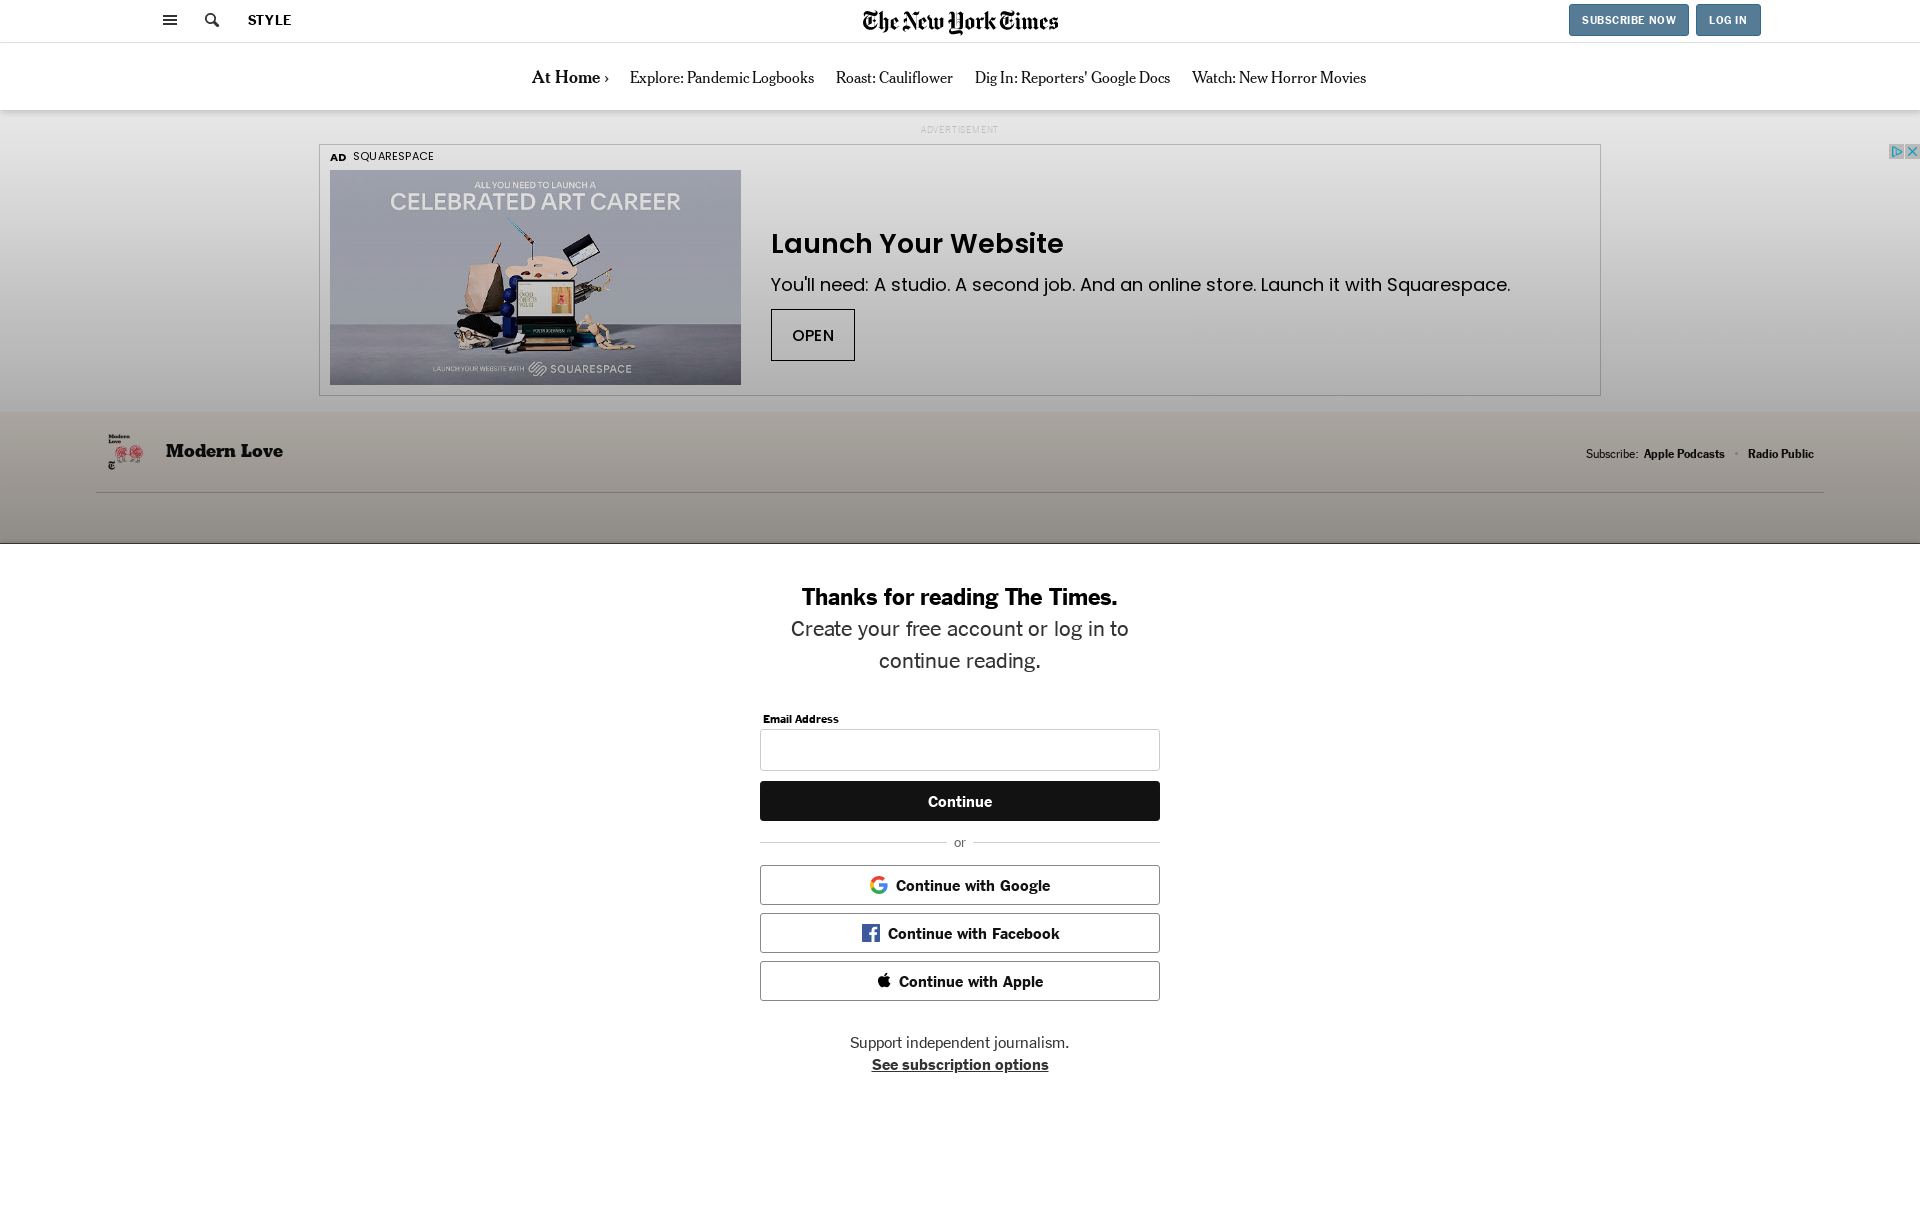 STYLE
The New York Times
SUBSCRIBE NOW
LOG IN
At Home ›
Explore: Pandemic Logbooks
Roast: Cauliflower
Dig In: Reporters' Google Docs
Watch: New Horror Movies
ADVERTISEMENT
AD SQUARESPACE
ALL YOU NEED TO LAUNCH A
CELEBRATED ART CAREER
LAUNCH YOUR WEBSITE WITH SQUARESPACE
Launch Your Website
You'll need: A studio. A second job. And an online store. Launch it with Squarespace.
OPEN
Modern
Love
Modern Love
Subscribe: Apple Podcasts • Radio Public
Thanks for reading The Times.
Create your free account or log in to
continue reading.
Email Address
Continue
or
Continue with Google
Continue with Facebook
Continue with Apple
Support independent journalism.
See subscription options